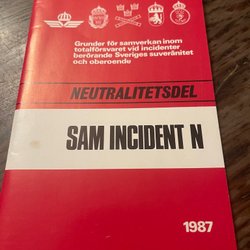 Grunder för samverkan inom
totalförsvaret vid incidenter
berörande Sveriges suveränitet
och oberoende
NEUTRALITETSDEL
SAM INCIDENT N
1987